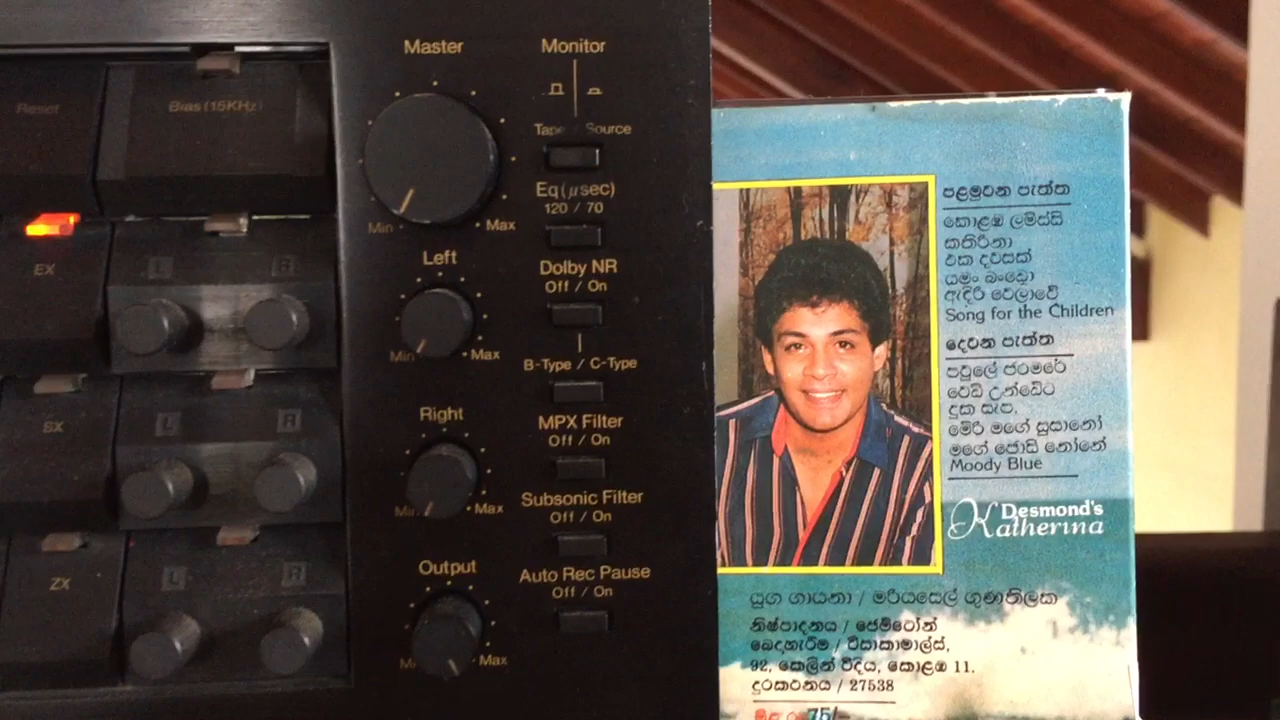 Reset
Bias (15KHz)
EX
L R
SX
L R
ZX
L R
Master
Min Max
Left
Min Max
Right
Min Max
Output
Max
Monitor
Tape / Source
Eq (μsec)
120 / 70
Dolby NR
Off / On
B-Type / C-Type
MPX Filter
Off / On
Subsonic Filter
Off / On
Auto Rec Pause
Off / On
පළමුවන පැත්ත
කොළඹ ලමිස්සි
කතිරිනා
එක දවසක්
යමං බංඩො
ඇඳිරි වෙලාවේ
Song for the Children
දෙවන පැත්ත
පවුලේ ජරමරේ
වෙඩි උන්ඩේට
දුක සැප,
මේරි මගේ සුසානෝ
මගේ ජොසි නෝනේ
Moody Blue
Desmond's
Katherina
යුග ගායනා / මරියසෙල් ගුණතිලක
නිෂ්පාදනය / ජෙම්ටෝන්
බෙදාහැරීම / ටීසාකාමාල්ස්,
92, කෙලින් වීදිය, කොළඹ 11.
දුරකථනය / 27538
75/-